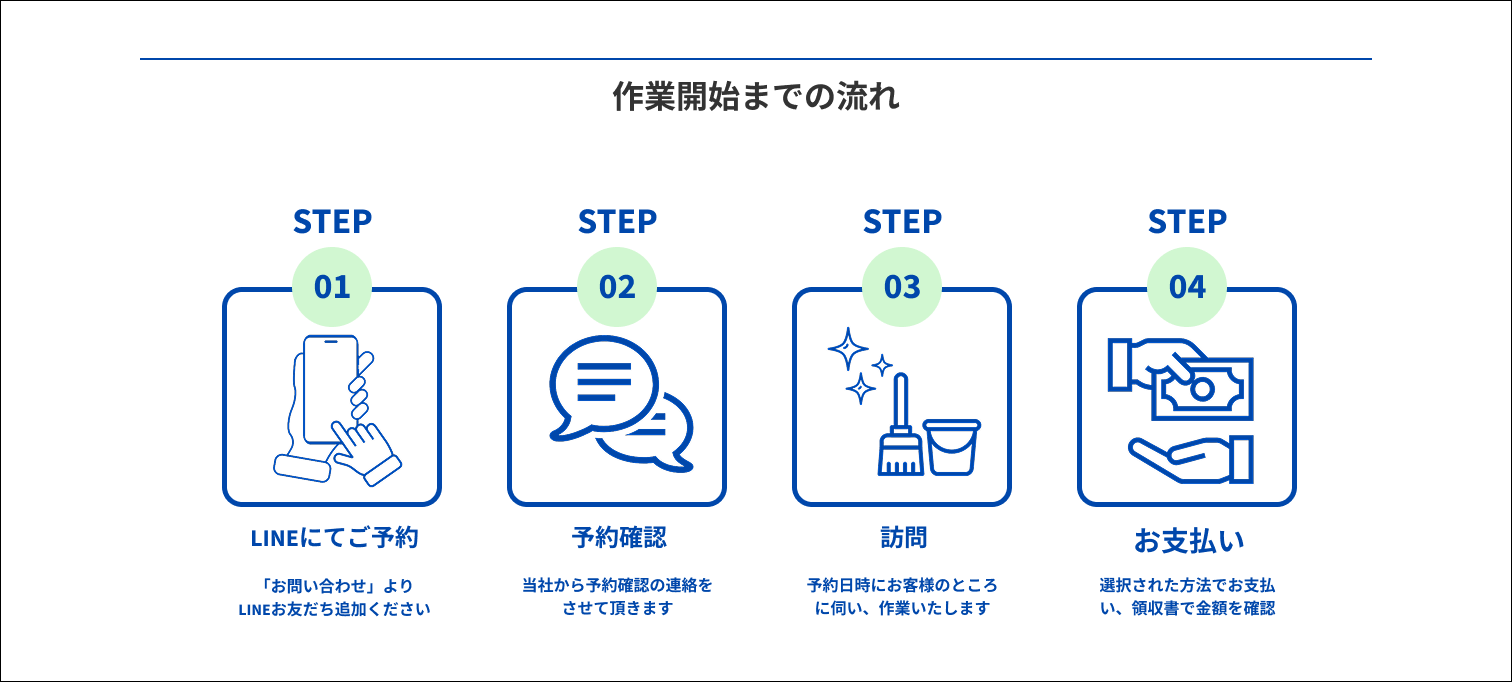 作業開始までの流れ
STEP
01
LINEにてご予約
「お問い合わせ」より
LINEお友だち追加ください
STEP
02
予約確認
当社から予約確認の連絡を
させて頂きます
STEP
03
訪問
予約日時にお客様のところ
に伺い、作業いたします
STEP
04
お支払い
選択された方法でお支払
い、領収書で金額を確認